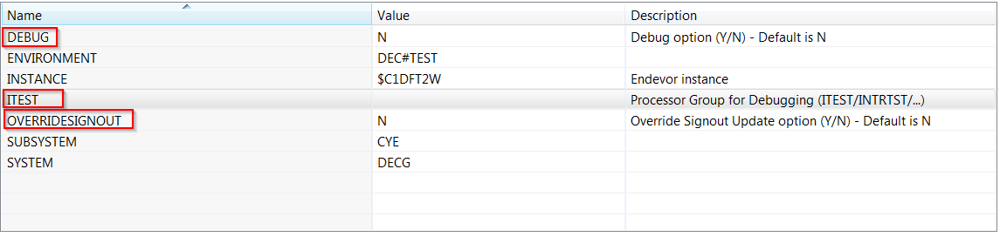 Name Value Description
DEBUG N Debug option (Y/N) - Default is N
ENVIRONMENT DEC#TEST
INSTANCE $C1DFT2W Endevor instance
ITEST Processor Group for Debugging (ITEST/INTRTST/...)
OVERRIDESIGNOUT N Override Signout Update option (Y/N) - Default is N
SUBSYSTEM CYE
SYSTEM DECG